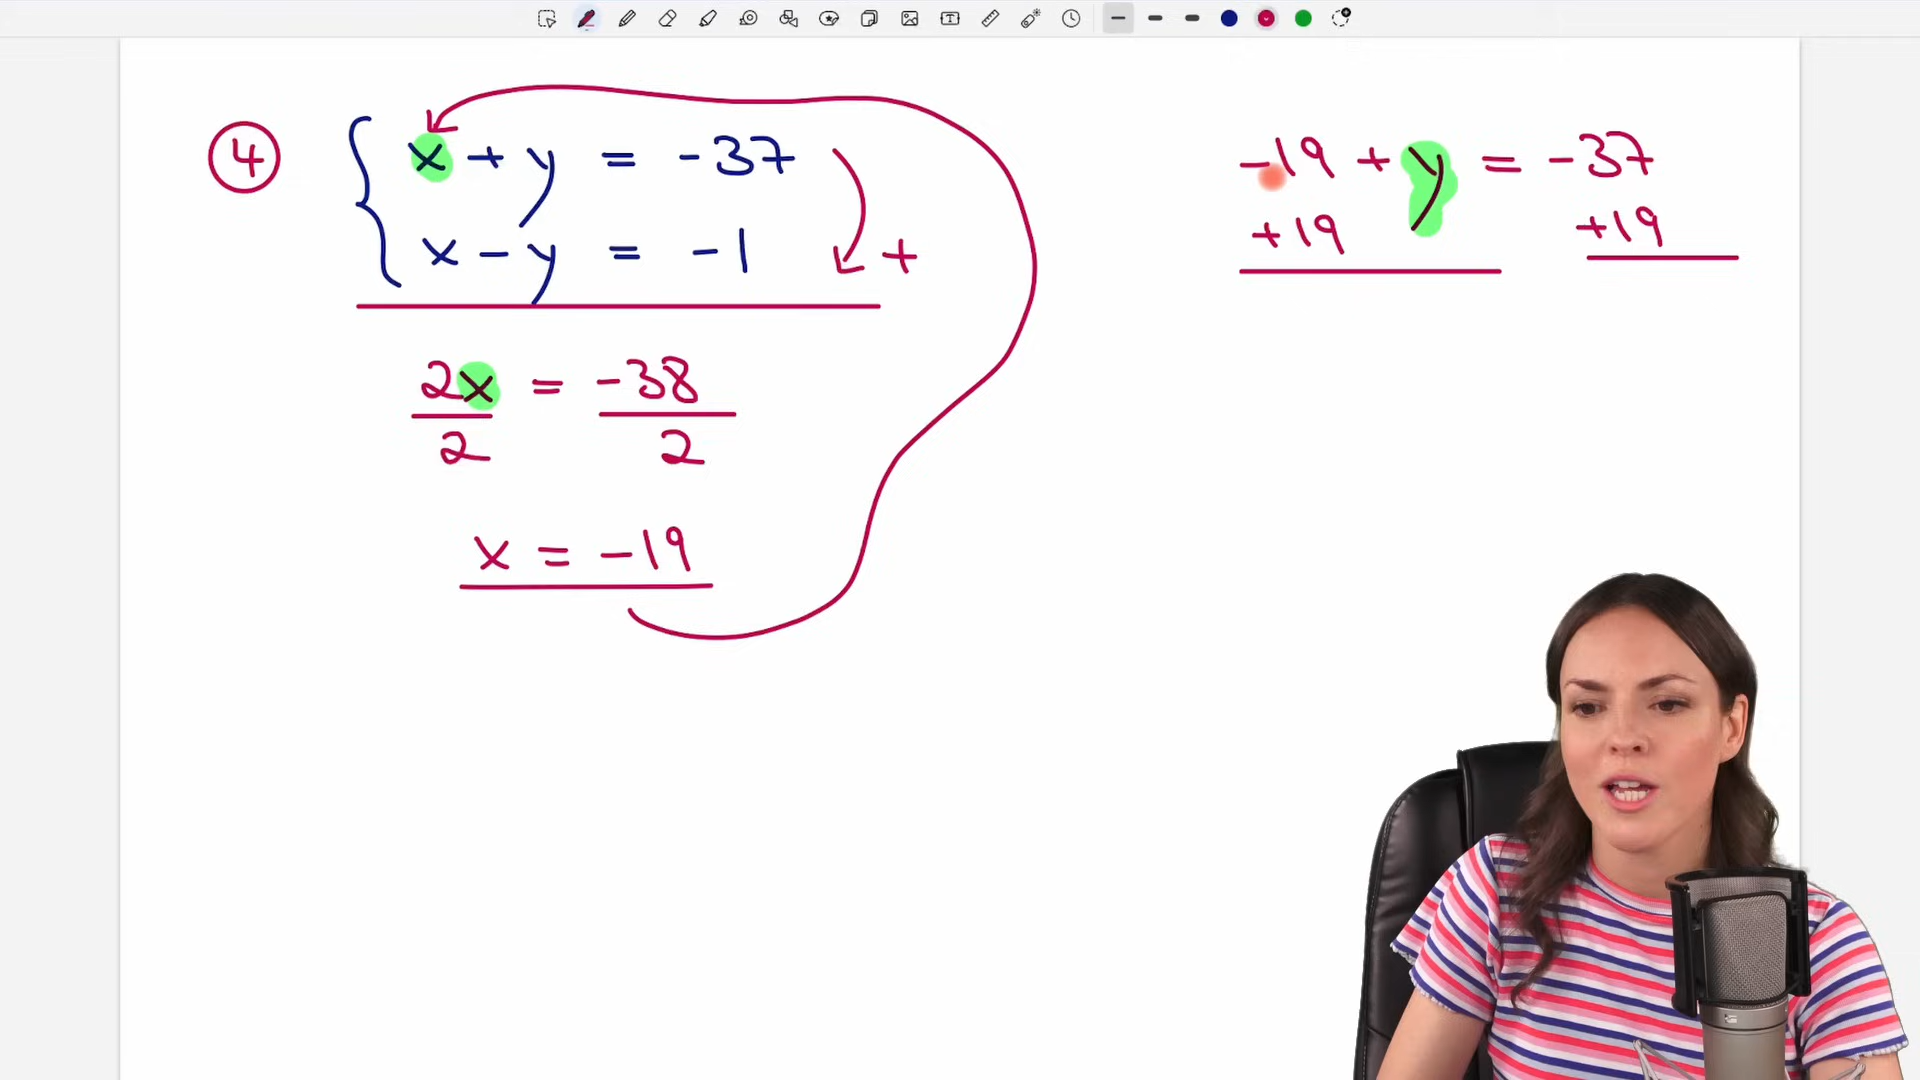 ④ x + y = -37
x - y = -1 +
2x = -38
2 2
x = -19
-19 + y = -37
+19 +19